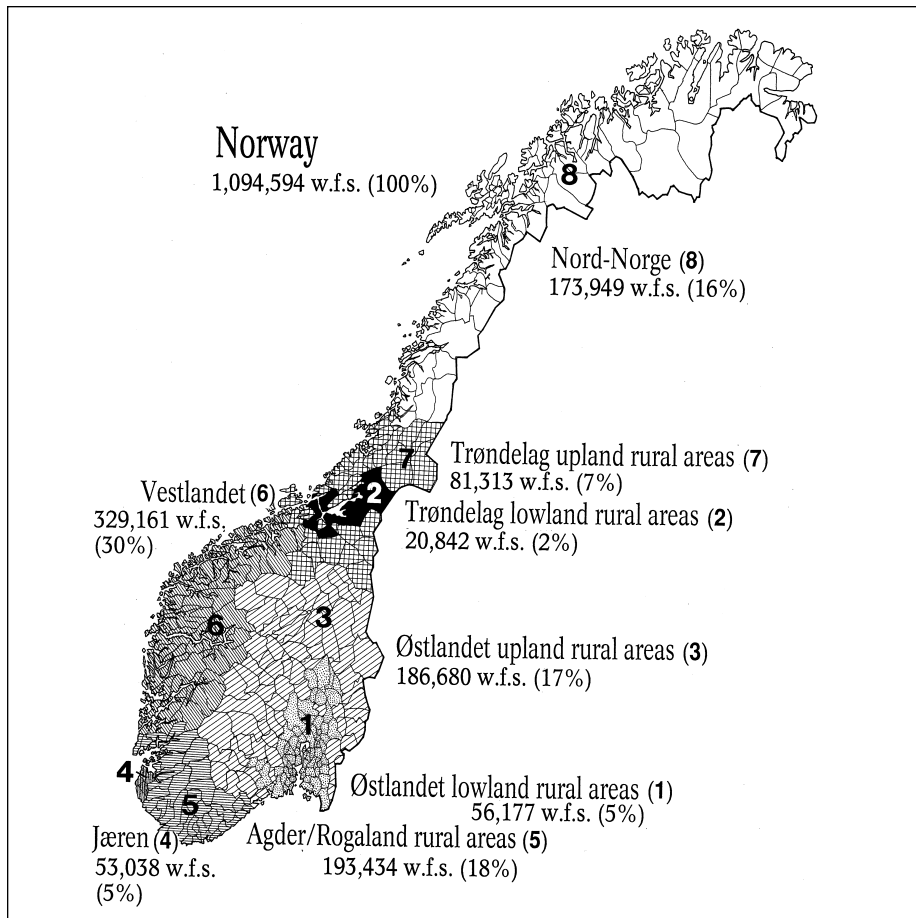 Norway
1,094,594 w.f.s. (100%)
8
Nord-Norge (8)
173,949 w.f.s. (16%)
7
Trøndelag upland rural areas (7)
81,313 w.f.s. (7%)
2
Trøndelag lowland rural areas (2)
20,842 w.f.s. (2%)
Vestlandet (6)
329,161 w.f.s.
(30%)
6
3
Østlandet upland rural areas (3)
186,680 w.f.s. (17%)
1
4
5
Østlandet lowland rural areas (1)
56,177 w.f.s. (5%)
Jæren (4)
53,038 w.f.s.
(5%)
Agder/Rogaland rural areas (5)
193,434 w.f.s. (18%)